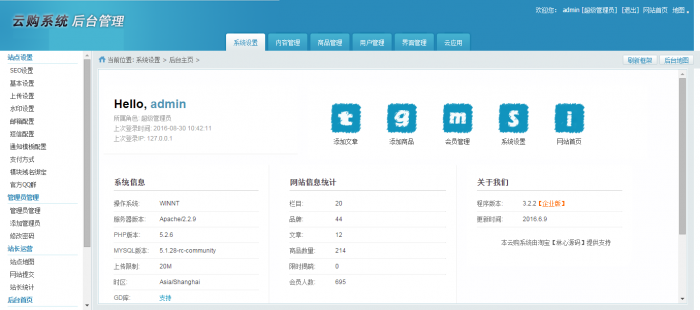 云购系统 后台管理
欢迎您: admin [超级管理员] [退出] 网站首页 地图
系统设置 内容管理 商品管理 用户管理 界面管理 云应用
当前位置: 系统设置 > 后台主页 >
刷新框架 后台地图
站点设置
SEO设置
基本设置
上传设置
水印设置
邮箱配置
短信配置
通知模板配置
支付方式
模块域名绑定
官方QQ群
管理员管理
管理员管理
添加管理员
修改密码
站长运营
站点地图
网站提交
站长统计
后台首页
Hello, admin
所属角色: 超级管理员
上次登录时间: 2016-08-30 10:42:11
上次登录IP: 127.0.0.1
t g m S i
添加文章 添加商品 会员管理 系统设置 网站首页
系统信息
操作系统: WINNT
服务器版本: Apache/2.2.9
PHP版本: 5.2.6
MYSQL版本: 5.1.28-rc-community
上传限制: 20M
时区: Asia/Shanghai
GD库: 支持
网站信息统计
栏目: 20
品牌: 44
文章: 12
商品数量: 214
限时揭晓: 0
会员人数: 695
关于我们
程序版本: 3.2.2【企业版】
更新时间 2016.6.9
本云购系统由淘宝【米心源码】提供支持